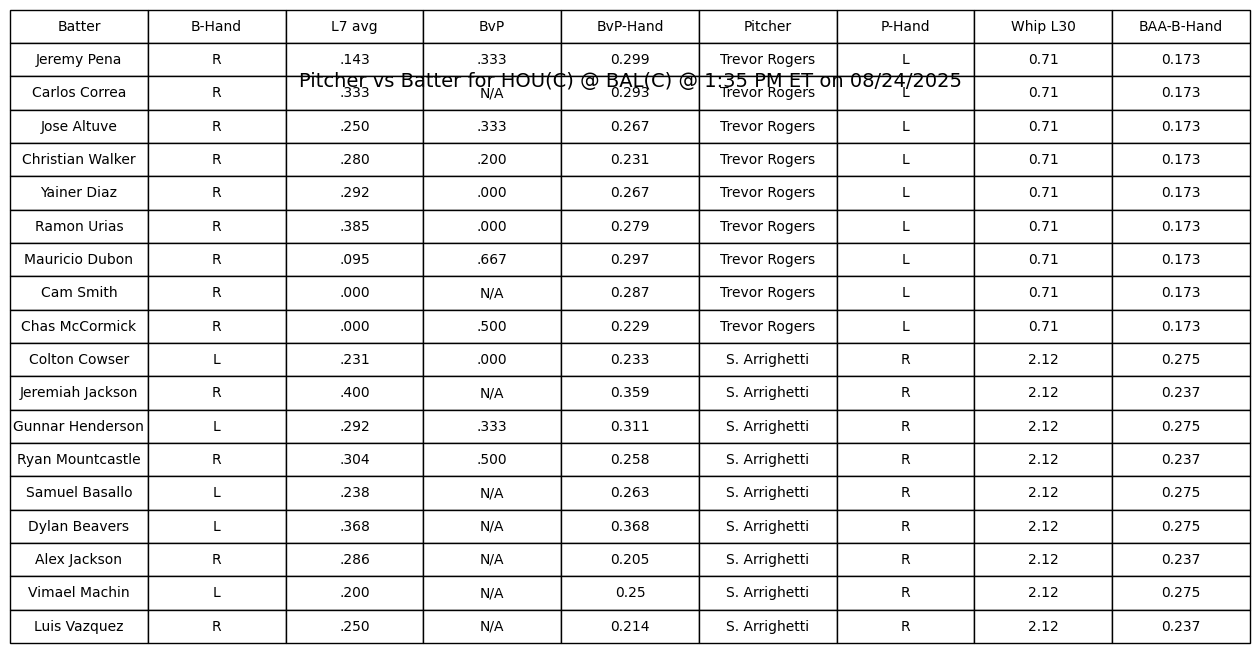 Batter B-Hand L7 avg BvP BvP-Hand Pitcher P-Hand Whip L30 BAA-B-Hand
Jeremy Pena R .143 .333 0.299 Trevor Rogers L 0.71 0.173
Pitcher vs Batter for HOU(C) @ BAL(C) @ 1:35 PM ET on 08/24/2025
Carlos Correa R .333 N/A 0.293 Trevor Rogers L 0.71 0.173
Jose Altuve R .250 .333 0.267 Trevor Rogers L 0.71 0.173
Christian Walker R .280 .200 0.231 Trevor Rogers L 0.71 0.173
Yainer Diaz R .292 .000 0.267 Trevor Rogers L 0.71 0.173
Ramon Urias R .385 .000 0.279 Trevor Rogers L 0.71 0.173
Mauricio Dubon R .095 .667 0.297 Trevor Rogers L 0.71 0.173
Cam Smith R .000 N/A 0.287 Trevor Rogers L 0.71 0.173
Chas McCormick R .000 .500 0.229 Trevor Rogers L 0.71 0.173
Colton Cowser L .231 .000 0.233 S. Arrighetti R 2.12 0.275
Jeremiah Jackson R .400 N/A 0.359 S. Arrighetti R 2.12 0.237
Gunnar Henderson L .292 .333 0.311 S. Arrighetti R 2.12 0.275
Ryan Mountcastle R .304 .500 0.258 S. Arrighetti R 2.12 0.237
Samuel Basallo L .238 N/A 0.263 S. Arrighetti R 2.12 0.275
Dylan Beavers L .368 N/A 0.368 S. Arrighetti R 2.12 0.275
Alex Jackson R .286 N/A 0.205 S. Arrighetti R 2.12 0.237
Vimael Machin L .200 N/A 0.25 S. Arrighetti R 2.12 0.275
Luis Vazquez R .250 N/A 0.214 S. Arrighetti R 2.12 0.237